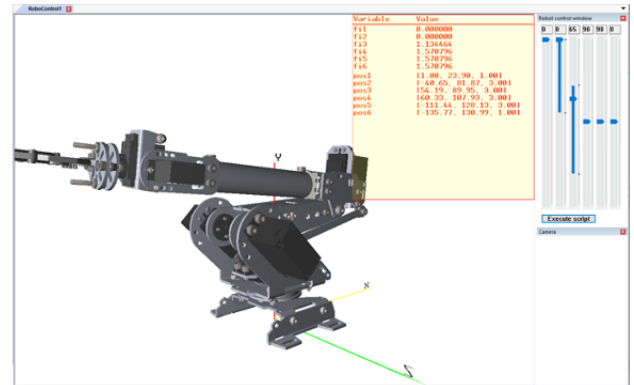 RoboControl1
Robot control window
Variable Value
fi1 0.000000
fi2 0.000000
fi3 1.134464
fi4 1.570796
fi5 1.570796
fi6 1.570796
pos1 [1.00, 23.90, 1.00]
pos2 [-40.65, 81.87, 3.00]
pos3 [54.19, 89.95, 3.00]
pos4 [60.33, 107.93, 3.00]
pos5 [-111.44, 128.13, 3.00]
pos6 [-135.77, 130.99, 1.00]
0 0 65 90 90 0
Execute script
Camera
Y
X
Z